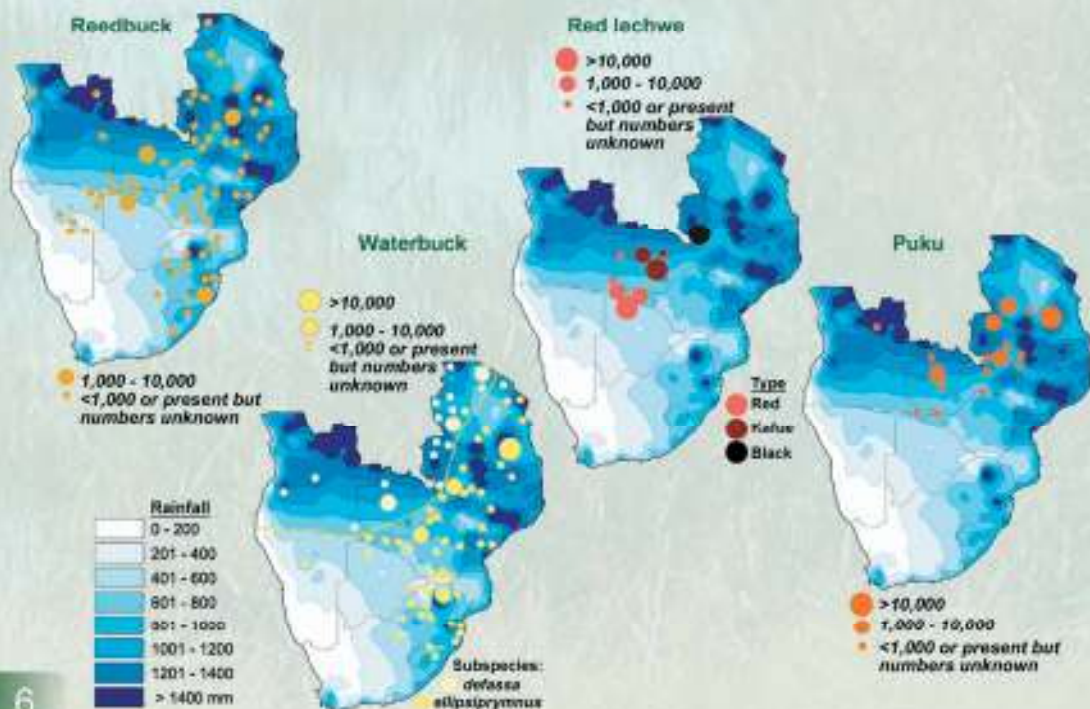 Reedbuck
1,000 - 10,000
<1,000 or present but
numbers unknown
Red lechwe
>10,000
1,000 - 10,000
<1,000 or present
but numbers
unknown
Type
Red
Kafue
Black
Waterbuck
>10,000
1,000 - 10,000
<1,000 or present
but numbers
unknown
Subspecies:
defassa
ellipsiprymnus
Puku
>10,000
1,000 - 10,000
<1,000 or present but
numbers unknown
Rainfall
0 - 200
201 - 400
401 - 600
601 - 800
801 - 1000
1001 - 1200
1201 - 1400
> 1400 mm
6